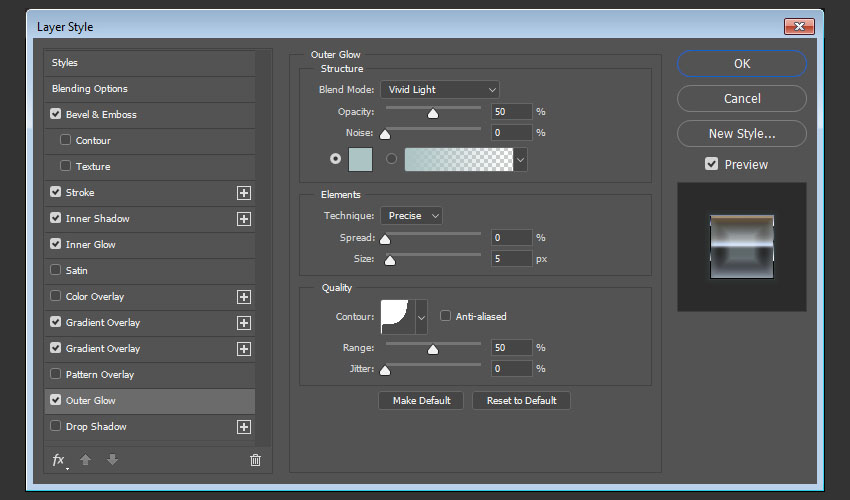 Layer Style
Styles
Blending Options
Bevel & Emboss
Contour
Texture
Stroke
Inner Shadow
Inner Glow
Satin
Color Overlay
Gradient Overlay
Gradient Overlay
Pattern Overlay
Outer Glow
Drop Shadow
fx
Outer Glow
Structure
Blend Mode: Vivid Light
Opacity: 50 %
Noise: 0 %
Elements
Technique: Precise
Spread: 0 %
Size: 5 px
Quality
Contour: Anti-aliased
Range: 50 %
Jitter: 0 %
Make Default Reset to Default
OK
Cancel
New Style...
Preview